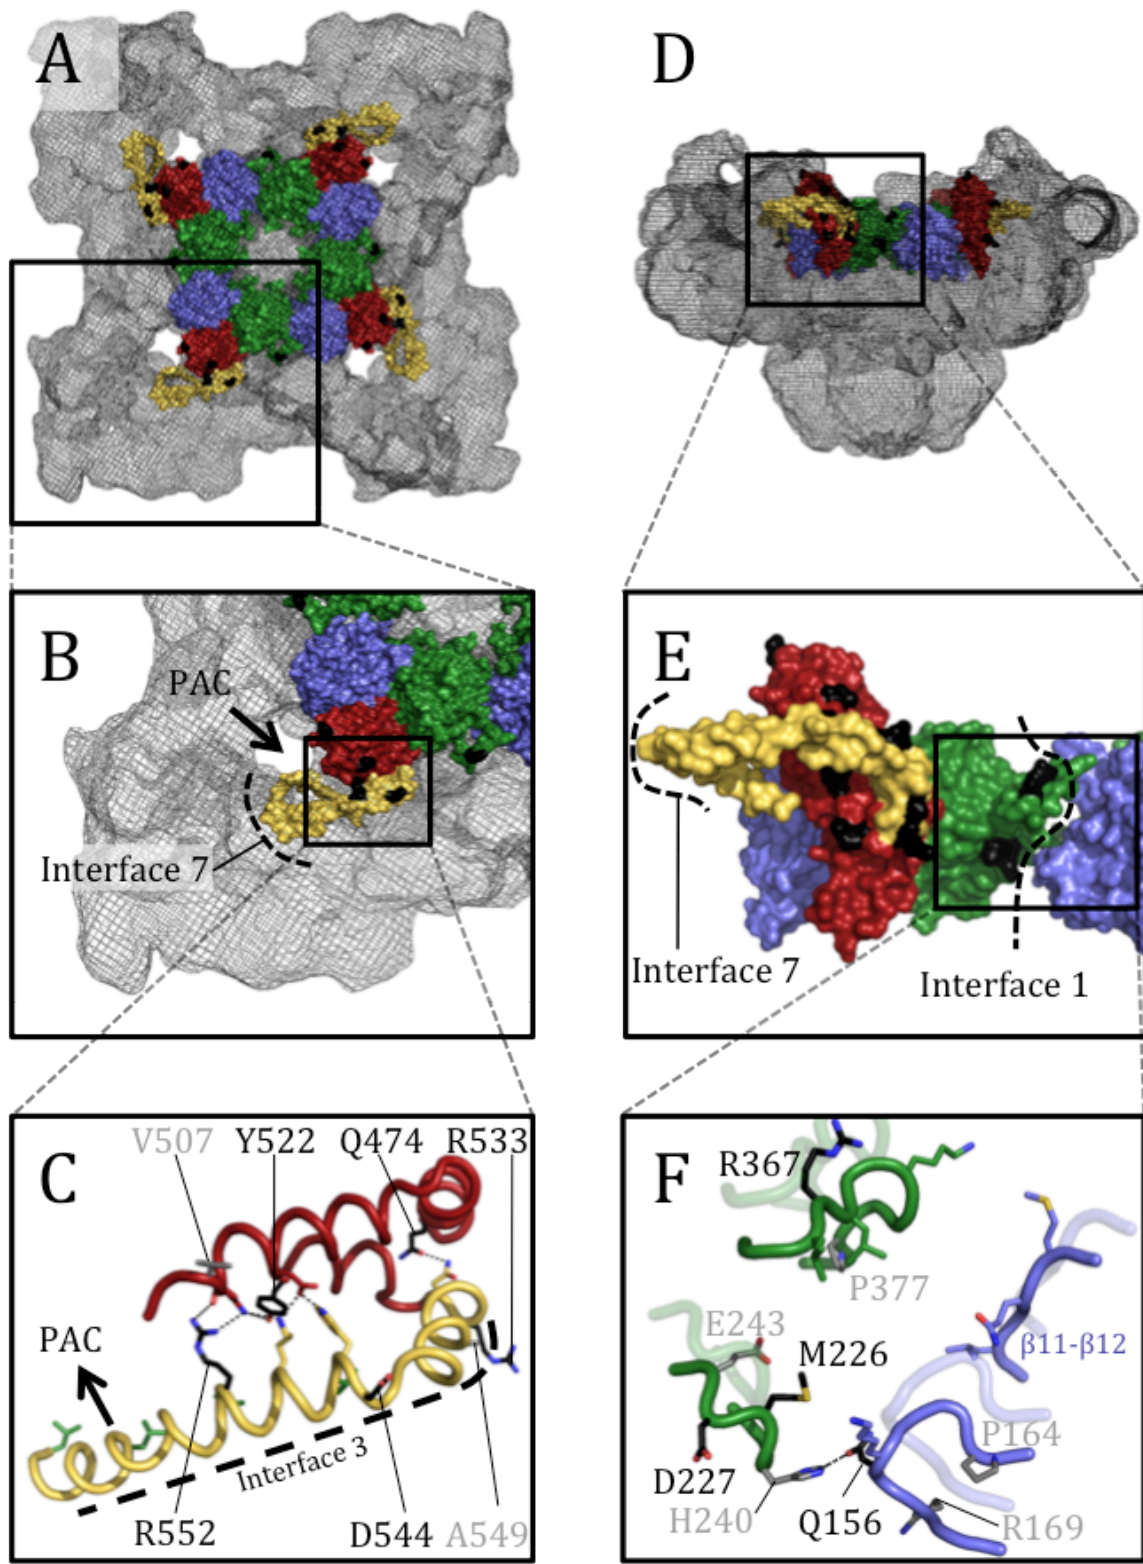 A
D
B
PAC
Interface 7
E
Interface 7
Interface 1
C
V507
Y522
Q474
R533
PAC
Interface 3
R552
D544
A549
F
R367
P377
E243
M226
β11-β12
P164
D227
H240
Q156
R169